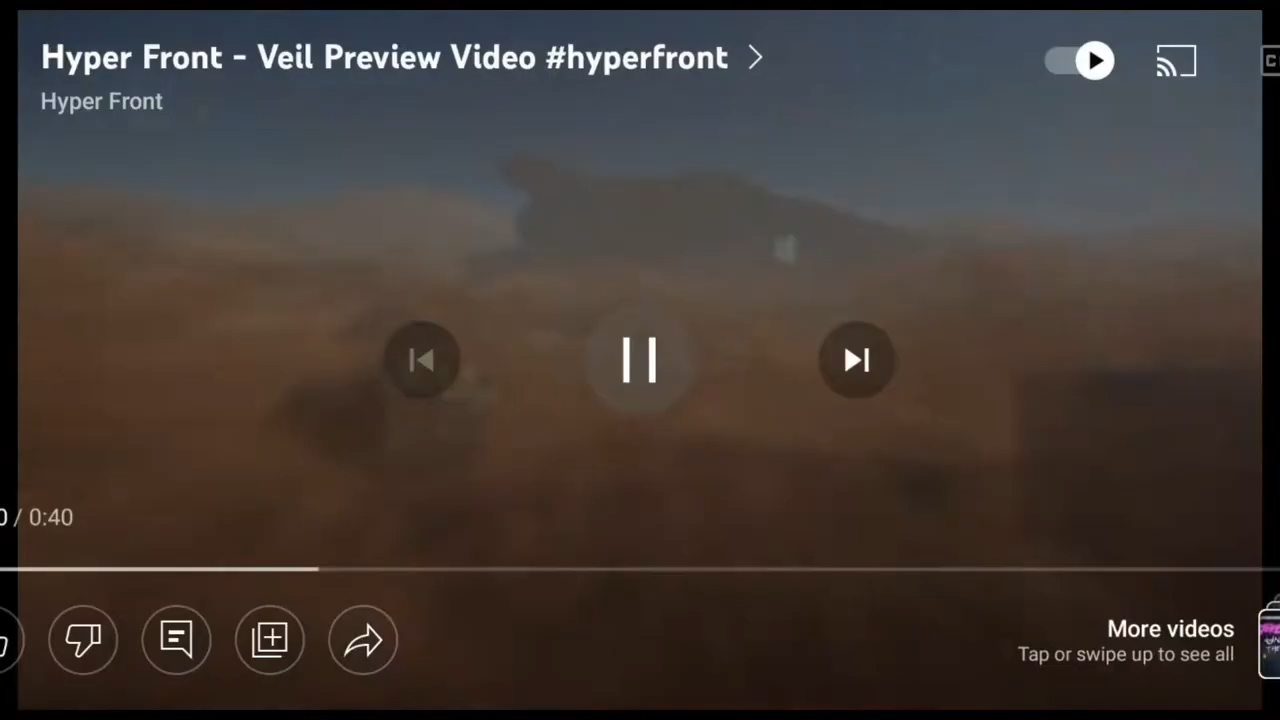 Hyper Front - Veil Preview Video #hyperfront
Hyper Front
0 / 0:40
More videos
Tap or swipe up to see all